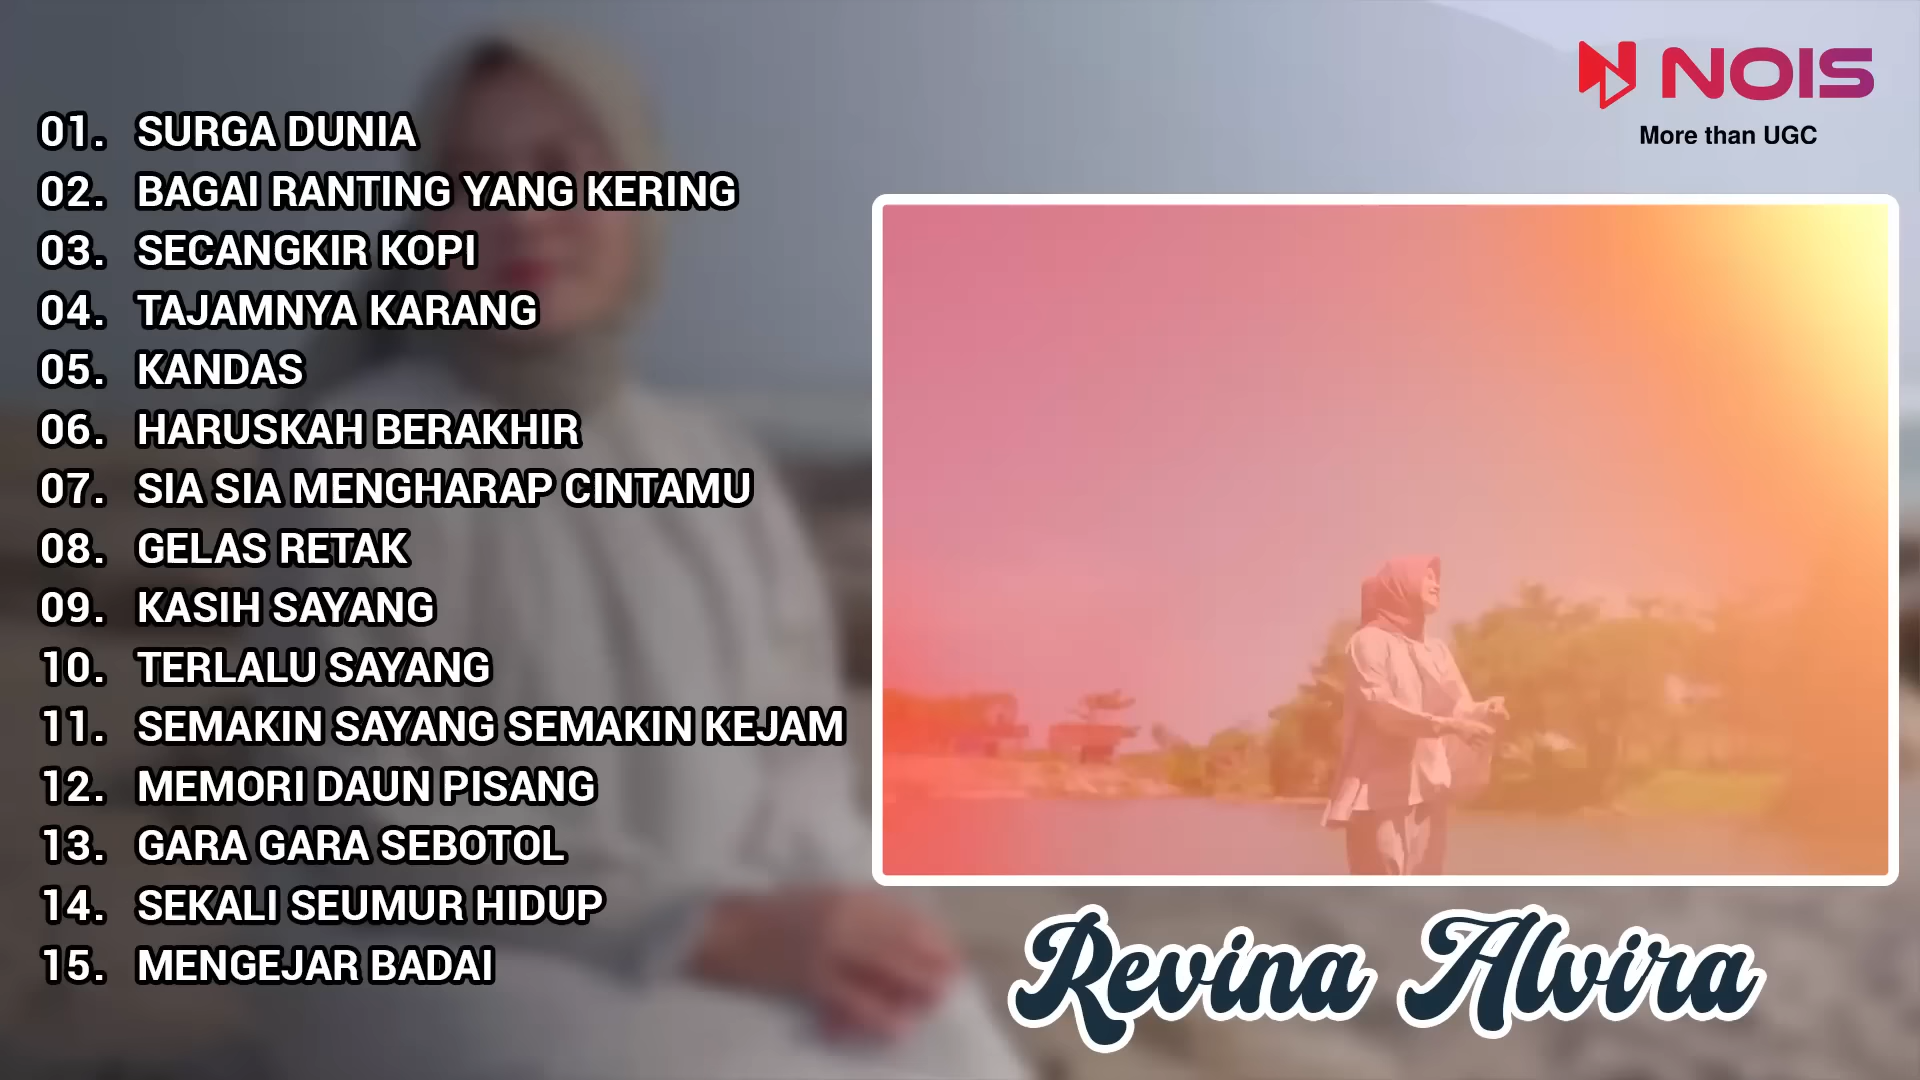 NOIS
More than UGC
01. SURGA DUNIA
02. BAGAI RANTING YANG KERING
03. SECANGKIR KOPI
04. TAJAMNYA KARANG
05. KANDAS
06. HARUSKAH BERAKHIR
07. SIA SIA MENGHARAP CINTAMU
08. GELAS RETAK
09. KASIH SAYANG
10. TERLALU SAYANG
11. SEMAKIN SAYANG SEMAKIN KEJAM
12. MEMORI DAUN PISANG
13. GARA GARA SEBOTOL
14. SEKALI SEUMUR HIDUP
15. MENGEJAR BADAI
Revina Alvira